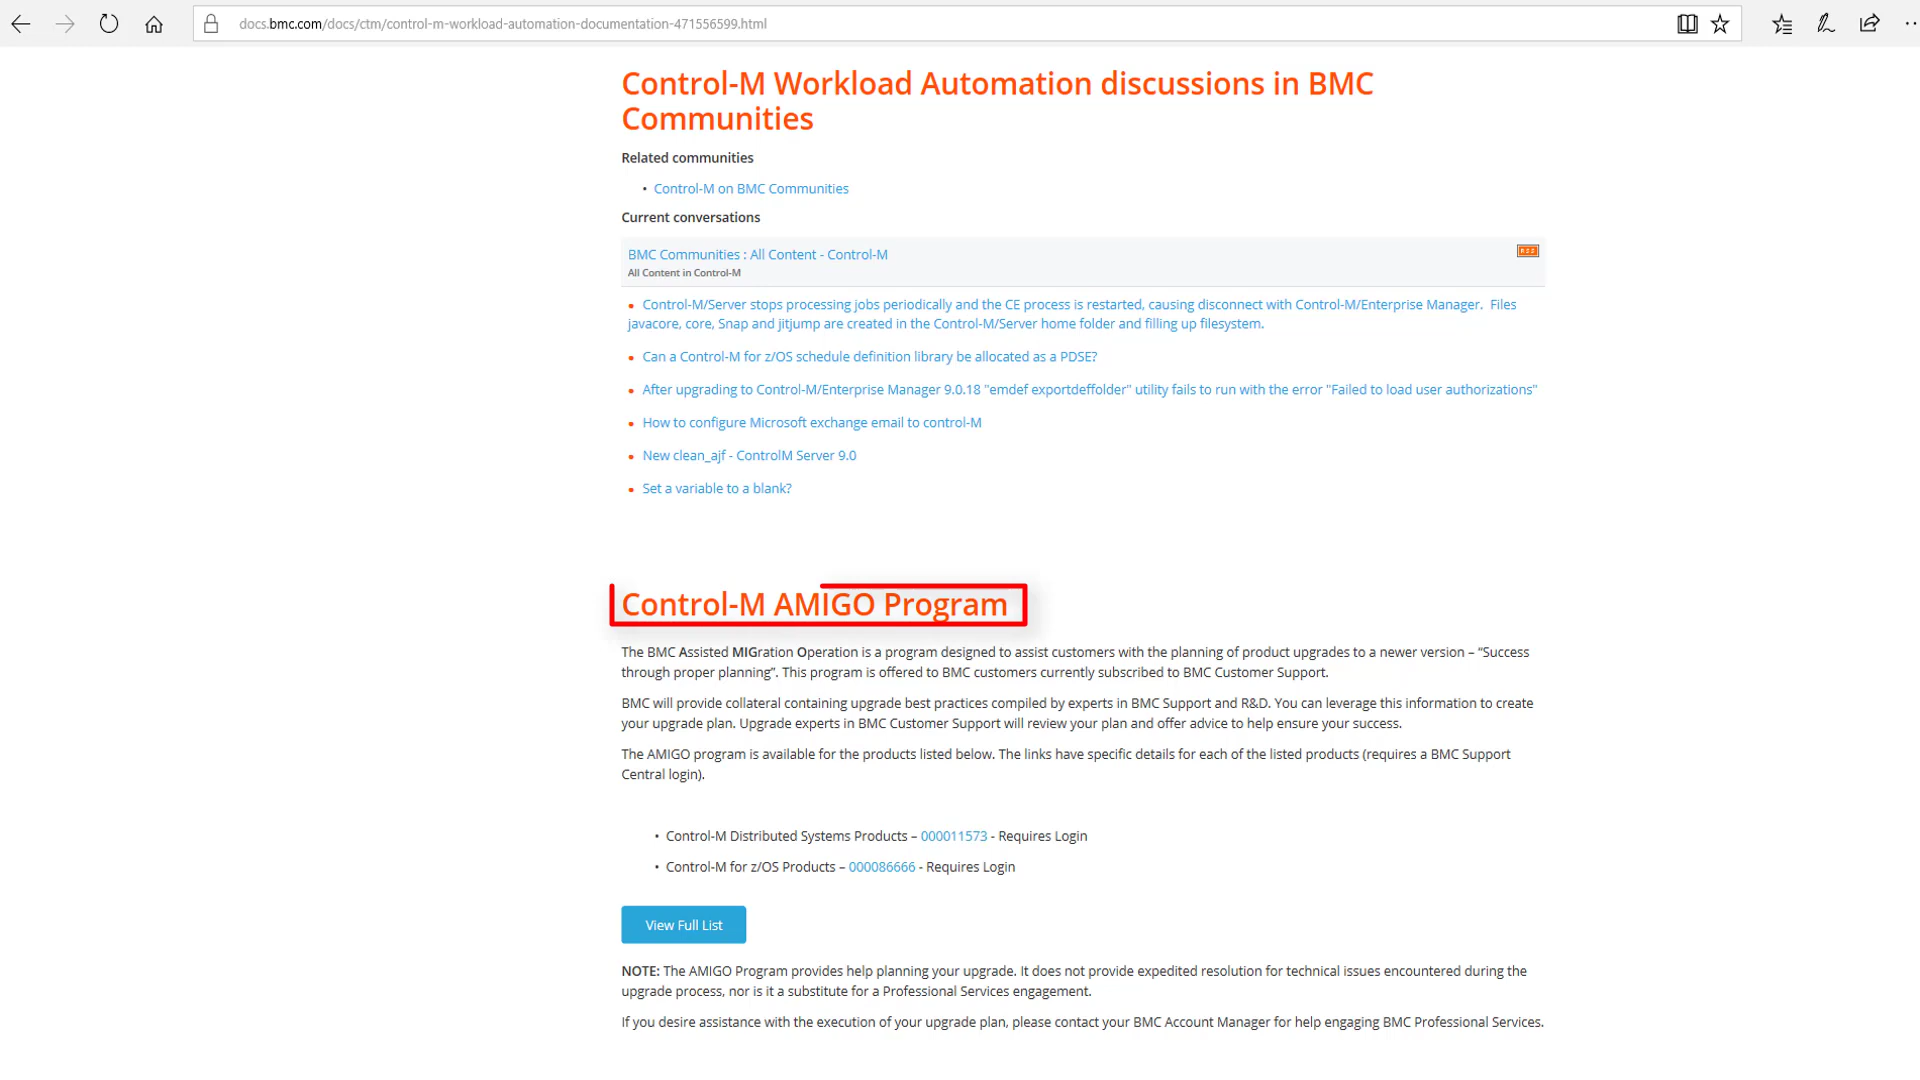 docs.bmc.com/docs/ctm/control-m-workload-automation-documentation-471556599.html
Control-M Workload Automation discussions in BMC
Communities
Related communities
• Control-M on BMC Communities
Current conversations
BMC Communities : All Content - Control-M
RSS
All Content in Control-M
• Control-M/Server stops processing jobs periodically and the CE process is restarted, causing disconnect with Control-M/Enterprise Manager. Files
javacore, core, Snap and jitjump are created in the Control-M/Server home folder and filling up filesystem.
• Can a Control-M for z/OS schedule definition library be allocated as a PDSE?
• After upgrading to Control-M/Enterprise Manager 9.0.18 "emdef exportdeffolder" utility fails to run with the error "Failed to load user authorizations"
• How to configure Microsoft exchange email to control-M
• New clean_ajf - ControlM Server 9.0
• Set a variable to a blank?
Control-M AMIGO Program
The BMC Assisted MIGration Operation is a program designed to assist customers with the planning of product upgrades to a newer version – “Success
through proper planning”. This program is offered to BMC customers currently subscribed to BMC Customer Support.
BMC will provide collateral containing upgrade best practices compiled by experts in BMC Support and R&D. You can leverage this information to create
your upgrade plan. Upgrade experts in BMC Customer Support will review your plan and offer advice to help ensure your success.
The AMIGO program is available for the products listed below. The links have specific details for each of the listed products (requires a BMC Support
Central login).
• Control-M Distributed Systems Products – 000011573 - Requires Login
• Control-M for z/OS Products – 000086666 - Requires Login
View Full List
NOTE: The AMIGO Program provides help planning your upgrade. It does not provide expedited resolution for technical issues encountered during the
upgrade process, nor is it a substitute for a Professional Services engagement.
If you desire assistance with the execution of your upgrade plan, please contact your BMC Account Manager for help engaging BMC Professional Services.